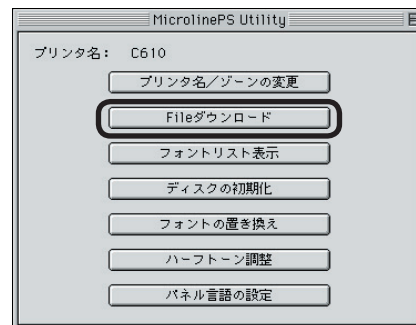 MicrolinePS Utility
プリンタ名： C610
プリンタ名／ゾーンの変更
Fileダウンロード
フォントリスト表示
ディスクの初期化
フォントの置き換え
ハーフトーン調整
パネル言語の設定